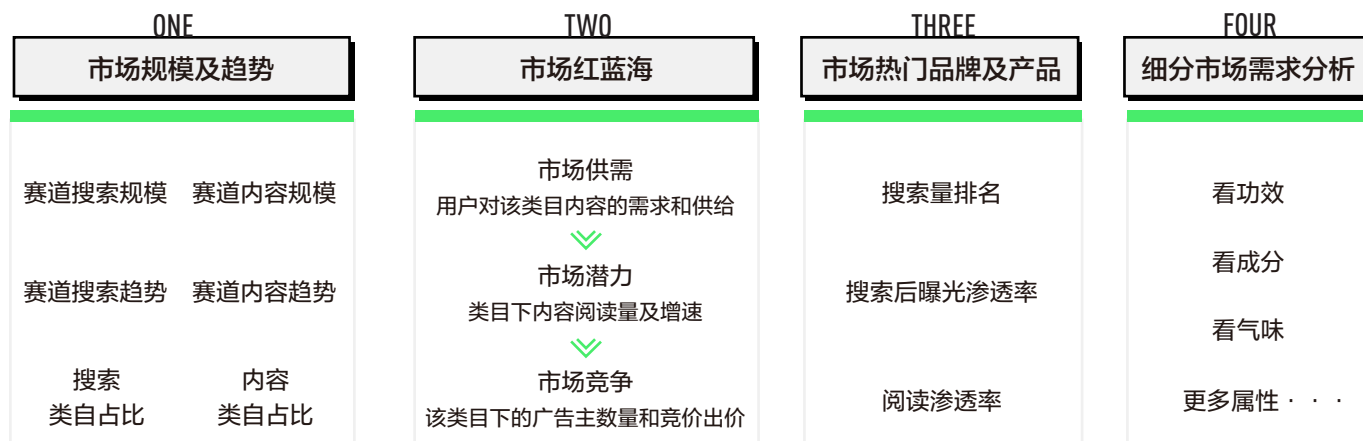 ONE
市场规模及趋势
赛道搜索规模 赛道内容规模
赛道搜索趋势 赛道内容趋势
搜索 内容
类自占比 类自占比
TWO
市场红蓝海
市场供需
用户对该类目内容的需求和供给
市场潜力
类目下内容阅读量及增速
市场竞争
该类目下的广告主数量和竞价出价
THREE
市场热门品牌及产品
搜索量排名
搜索后曝光渗透率
阅读渗透率
FOUR
细分市场需求分析
看功效
看成分
看气味
更多属性 · · ·